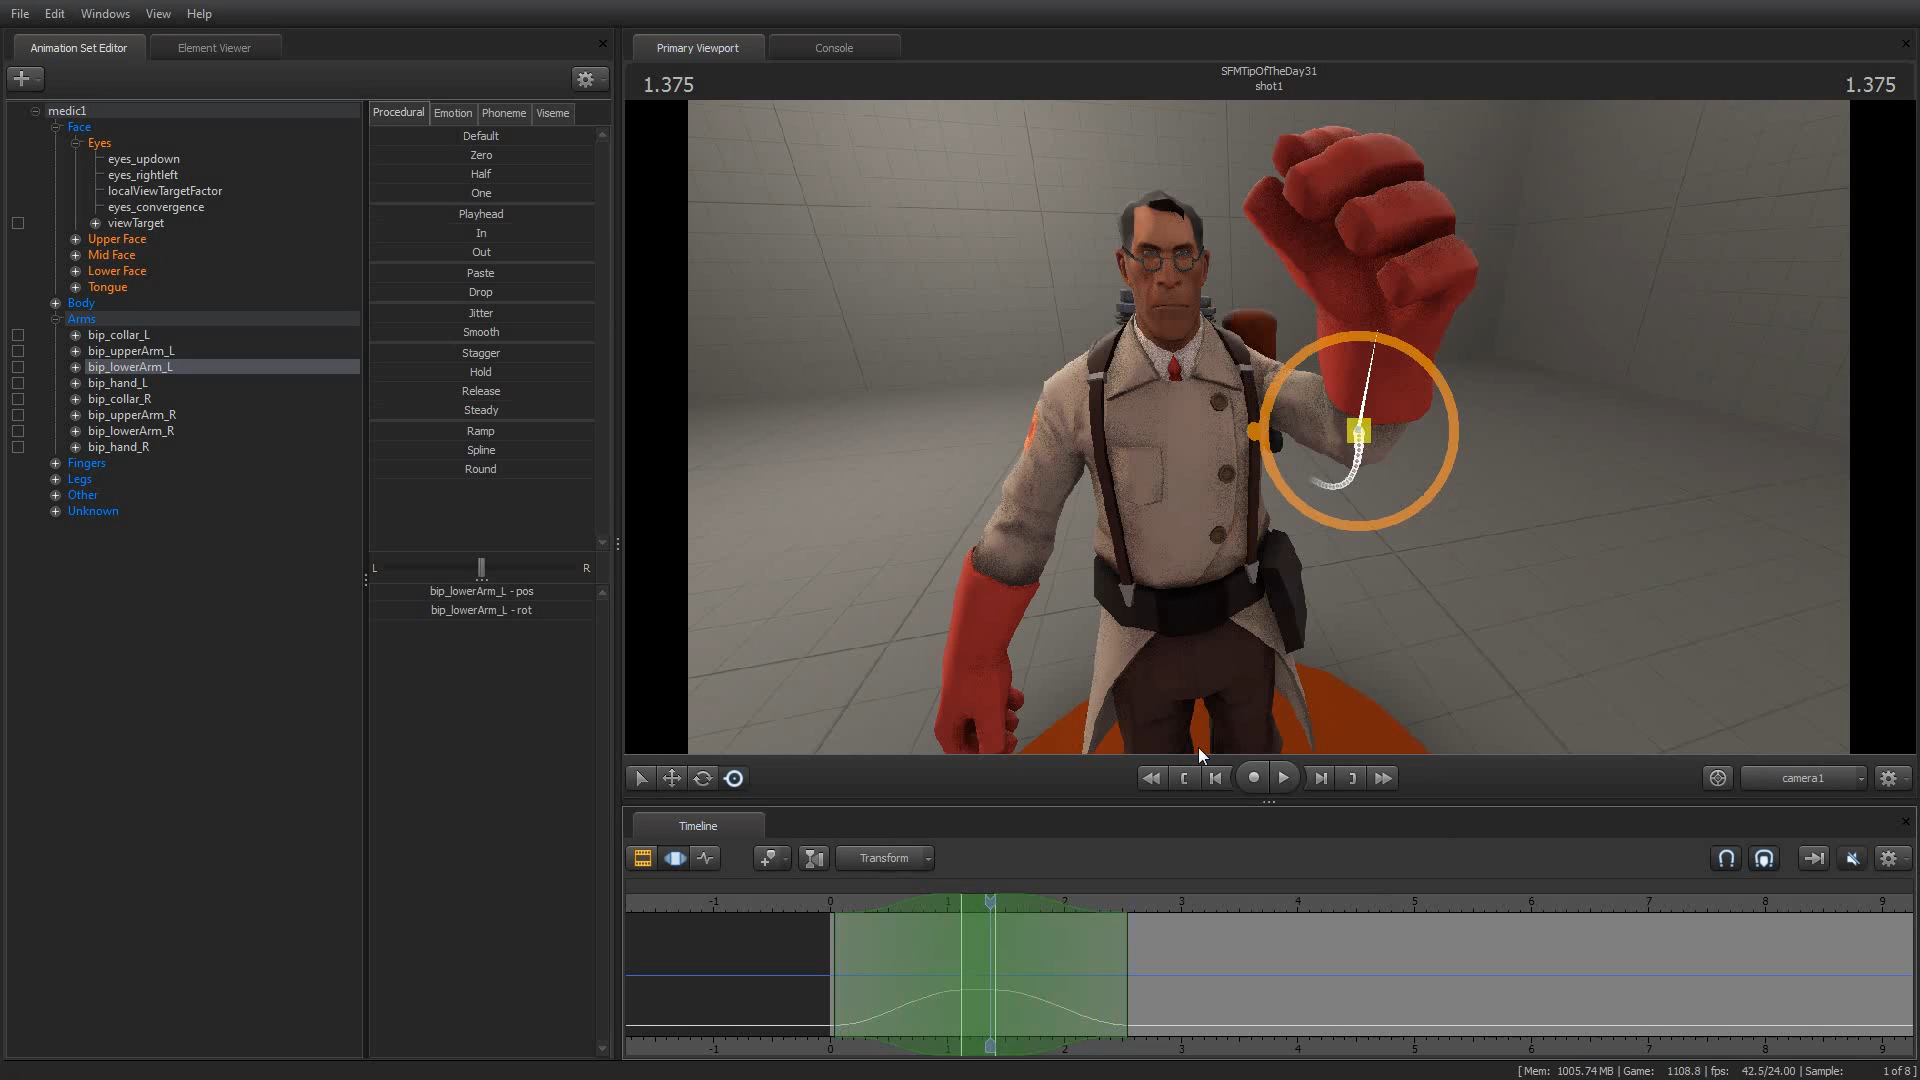 File Edit Windows View Help
Animation Set Editor Element Viewer
Primary Viewport Console
1.375
SFMTipOfTheDay31
shot1
1.375
medic1
Face
Eyes
eyes_updown
eyes_rightleft
localViewTargetFactor
eyes_convergence
viewTarget
Upper Face
Mid Face
Lower Face
Tongue
Body
Arms
bip_collar_L
bip_upperArm_L
bip_lowerArm_L
bip_hand_L
bip_collar_R
bip_upperArm_R
bip_lowerArm_R
bip_hand_R
Fingers
Legs
Other
Unknown
Procedural Emotion Phoneme Viseme
Default
Zero
Half
One
Playhead
In
Out
Paste
Drop
Jitter
Smooth
Stagger
Hold
Release
Steady
Ramp
Spline
Round
L R
bip_lowerArm_L - pos
bip_lowerArm_L - rot
camera1
Timeline
Transform
-1 0 1 2 3 4 5 6 7 8 9
-1 0 1 2 3 4 5 6 7 8 9
[ Mem: 1005.74 MB | Game: 1108.8 | fps: 42.5/24.00 | Sample: 1 of 8 ]